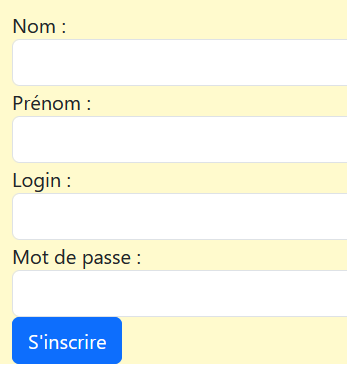 Nom :
Prénom :
Login :
Mot de passe :
S'inscrire